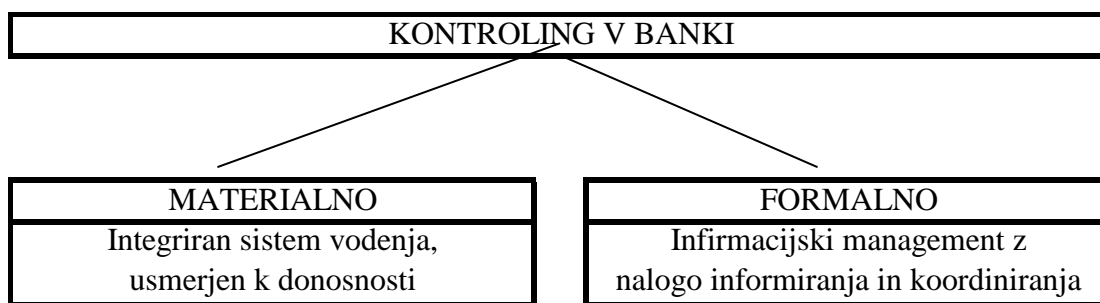 KONTROLING V BANKI
MATERIALNO
Integriran sistem vodenja,
usmerjen k donosnosti
FORMALNO
Infirmacijski management z
nalogo informiranja in koordiniranja